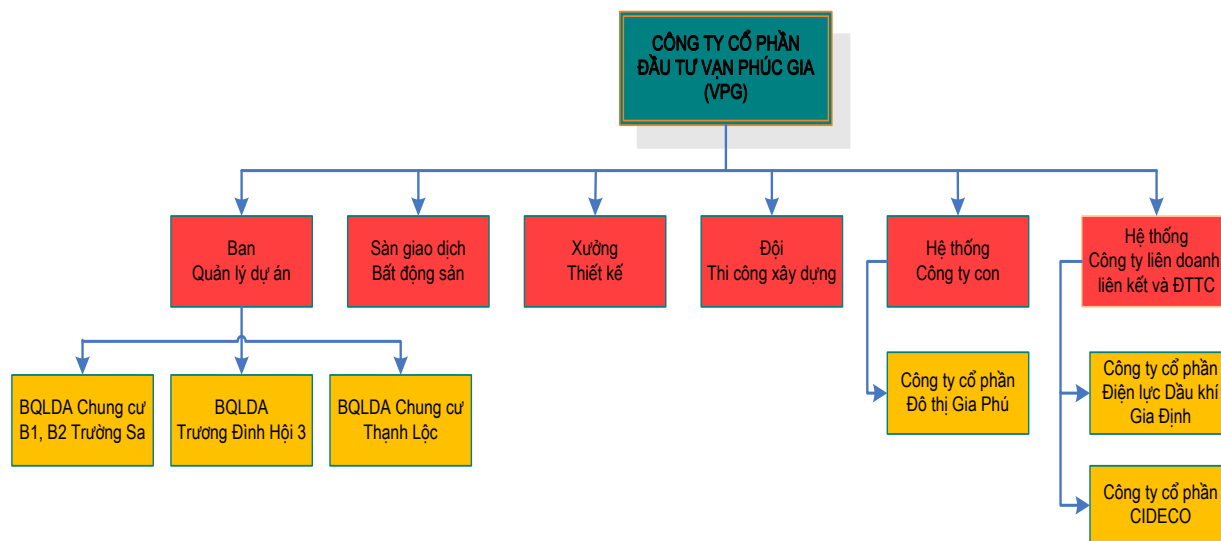 CÔNG TY CỔ PHẦN
ĐẦU TƯ VẠN PHÚC GIA
(VPG)
Ban
Quản lý dự án
Sàn giao dịch
Bất động sản
Xưởng
Thiết kế
Đội
Thi công xây dựng
Hệ thống
Công ty con
Hệ thống
Công ty liên doanh,
liên kết và ĐTTC
BQLDA Chung cư
B1, B2 Trường Sa
BQLDA
Trương Đình Hội 3
BQLDA Chung cư
Thạnh Lộc
Công ty cổ phần
Đô thị Gia Phú
Công ty cổ phần
Điện lực Dầu khí
Gia Định
Công ty cổ phần
CIDECO